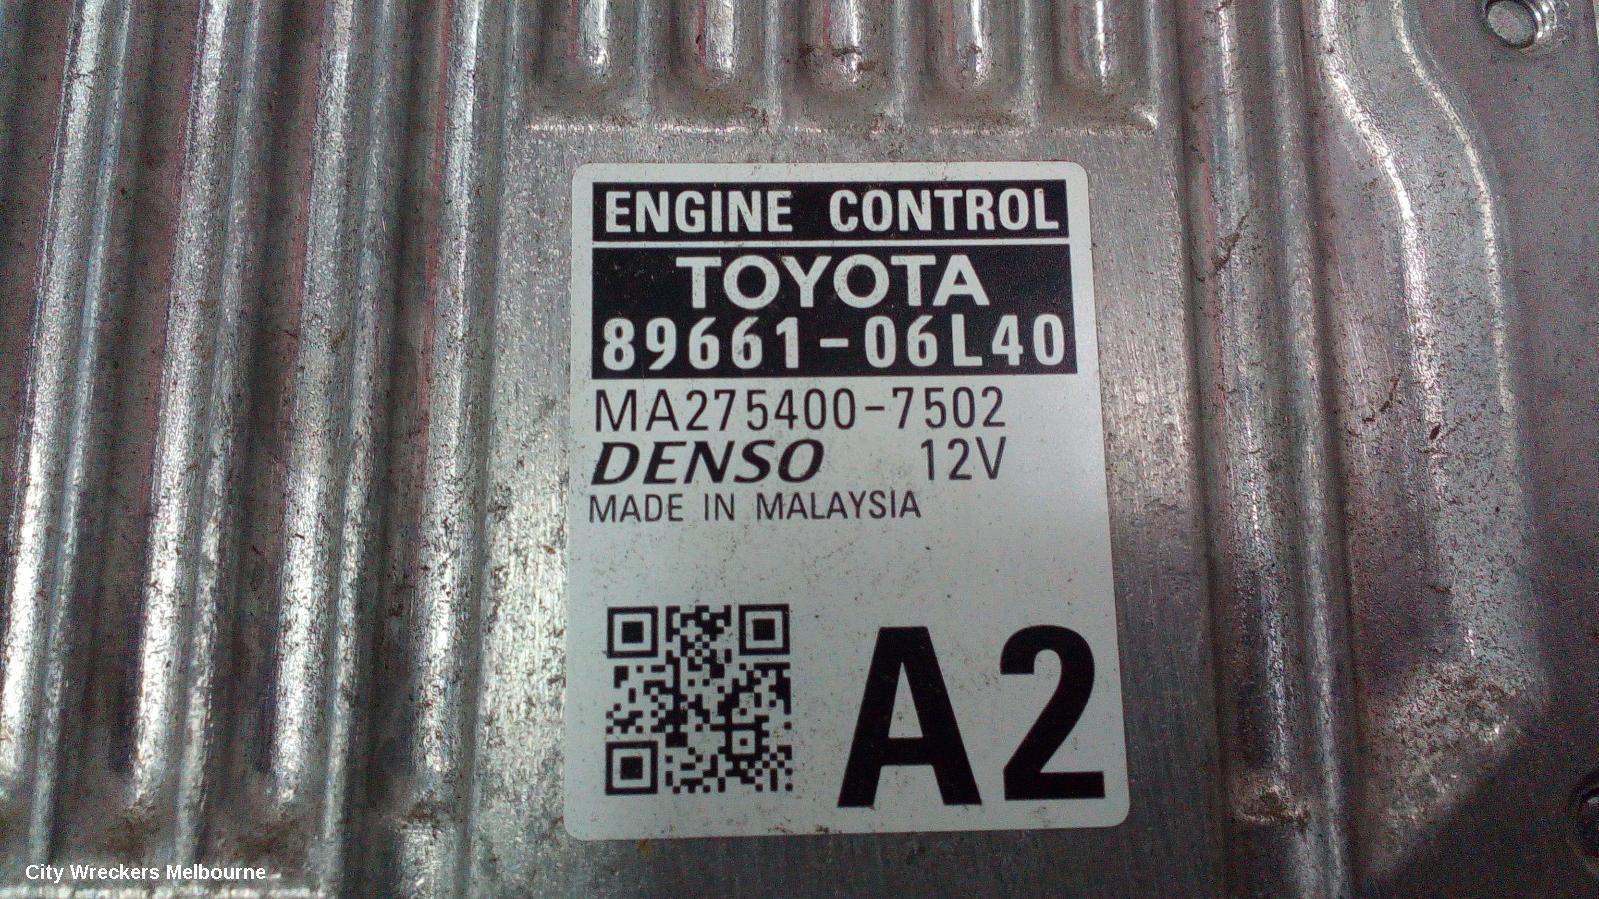 ENGINE CONTROL
TOYOTA
89661-06L40
MA275400-7502
DENSO 12V
MADE IN MALAYSIA
A2
City Wreckers Melbourne